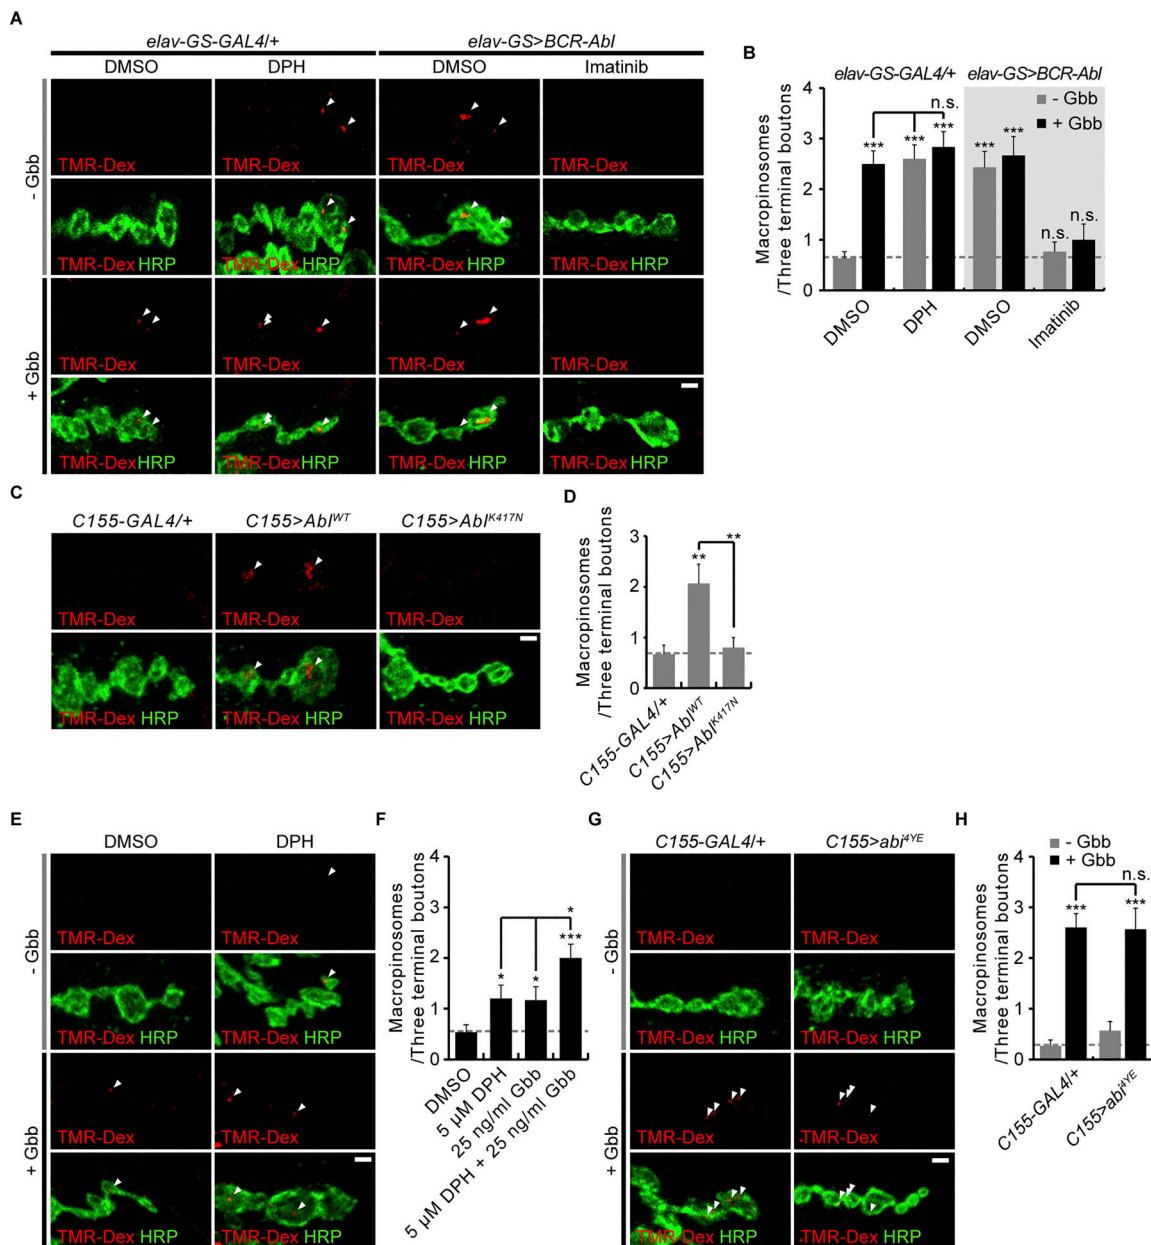 A
elav-GS-GAL4/+ elav-GS>BCR-Abl
DMSO DPH DMSO Imatinib
- Gbb
TMR-Dex TMR-Dex TMR-Dex TMR-Dex
TMR-Dex HRP TMR-Dex HRP TMR-Dex HRP TMR-Dex HRP
+ Gbb
TMR-Dex TMR-Dex TMR-Dex TMR-Dex
TMR-Dex HRP TMR-Dex HRP TMR-Dex HRP TMR-Dex HRP
B
elav-GS-GAL4/+ elav-GS>BCR-Abl
- Gbb
+ Gbb
Macropinosomes
/Three terminal boutons
4
3
2
1
0
n.s.
*** *** *** *** ***
n.s. n.s.
DMSO DPH DMSO Imatinib
C
C155-GAL4/+ C155>Abl^WT C155>Abl^K417N
TMR-Dex TMR-Dex TMR-Dex
TMR-Dex HRP TMR-Dex HRP TMR-Dex HRP
D
Macropinosomes
/Three terminal boutons
3
2
1
0
** **
C155-GAL4/+ C155>Abl^WT C155>Abl^K417N
E
DMSO DPH
- Gbb
TMR-Dex TMR-Dex
TMR-Dex HRP TMR-Dex HRP
+ Gbb
TMR-Dex TMR-Dex
TMR-Dex HRP TMR-Dex HRP
F
Macropinosomes
/Three terminal boutons
4
3
2
1
0
*
* * ***
DMSO
5 µM DPH
25 ng/ml Gbb
5 µM DPH + 25 ng/ml Gbb
G
C155-GAL4/+ C155>abi^4YE
- Gbb
TMR-Dex TMR-Dex
TMR-Dex HRP TMR-Dex HRP
+ Gbb
TMR-Dex TMR-Dex
TMR-Dex HRP TMR-Dex HRP
H
- Gbb
+ Gbb
Macropinosomes
/Three terminal boutons
4
3
2
1
0
n.s.
*** ***
C155-GAL4/+ C155>abi^4YE